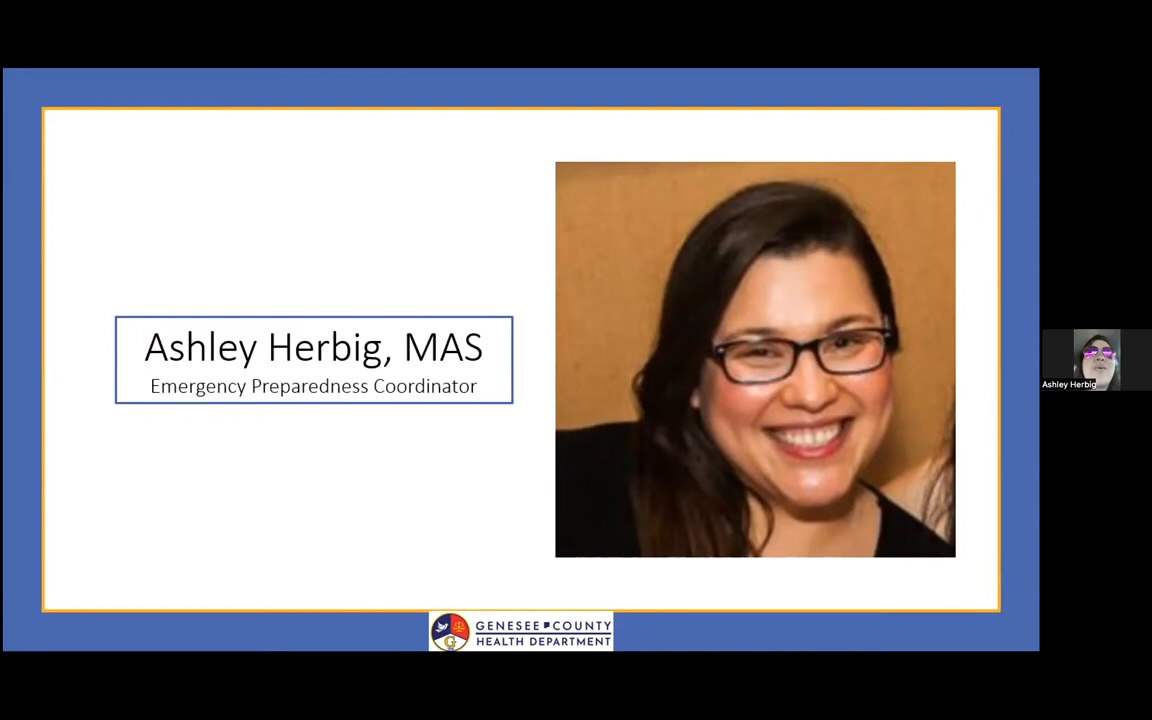 Ashley Herbig, MAS
Emergency Preparedness Coordinator
Ashley Herbig
GENESEE COUNTY
HEALTH DEPARTMENT
G